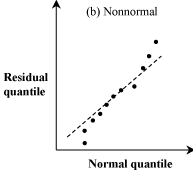 (b) Nonnormal
Residual
quantile
Normal quantile